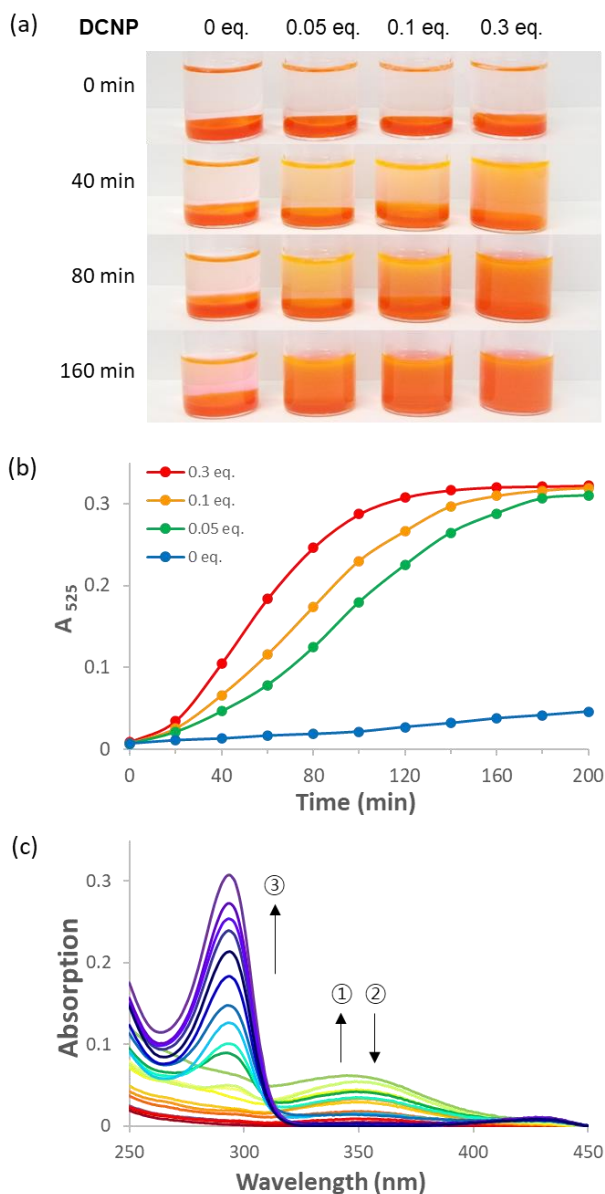 (a) DCNP 0 eq. 0.05 eq. 0.1 eq. 0.3 eq.
0 min
40 min
80 min
160 min
(b)
0.3 eq.
0.1 eq.
0.05 eq.
0 eq.
0.3
0.2
0.1
0
A 525
0 40 80 120 160 200
Time (min)
(c)
0.3
0.2
0.1
0
Absorption
③
① ②
250 300 350 400 450
Wavelength (nm)